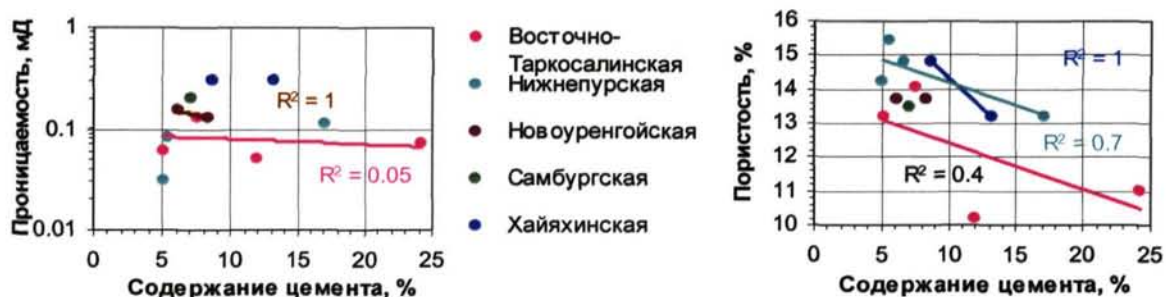 Проницаемость, мД
1
0.1
0.01
R² = 1
R² = 0.05
0 5 10 15 20 25
Содержание цемента, %
Восточно-
Таркосалинская
Нижнепурская
Новоуренгойская
Самбургская
Хайяхинская
Пористость, %
16
15
14
13
12
11
10
R² = 1
R² = 0.7
R² = 0.4
0 5 10 15 20 25
Содержание цемента, %